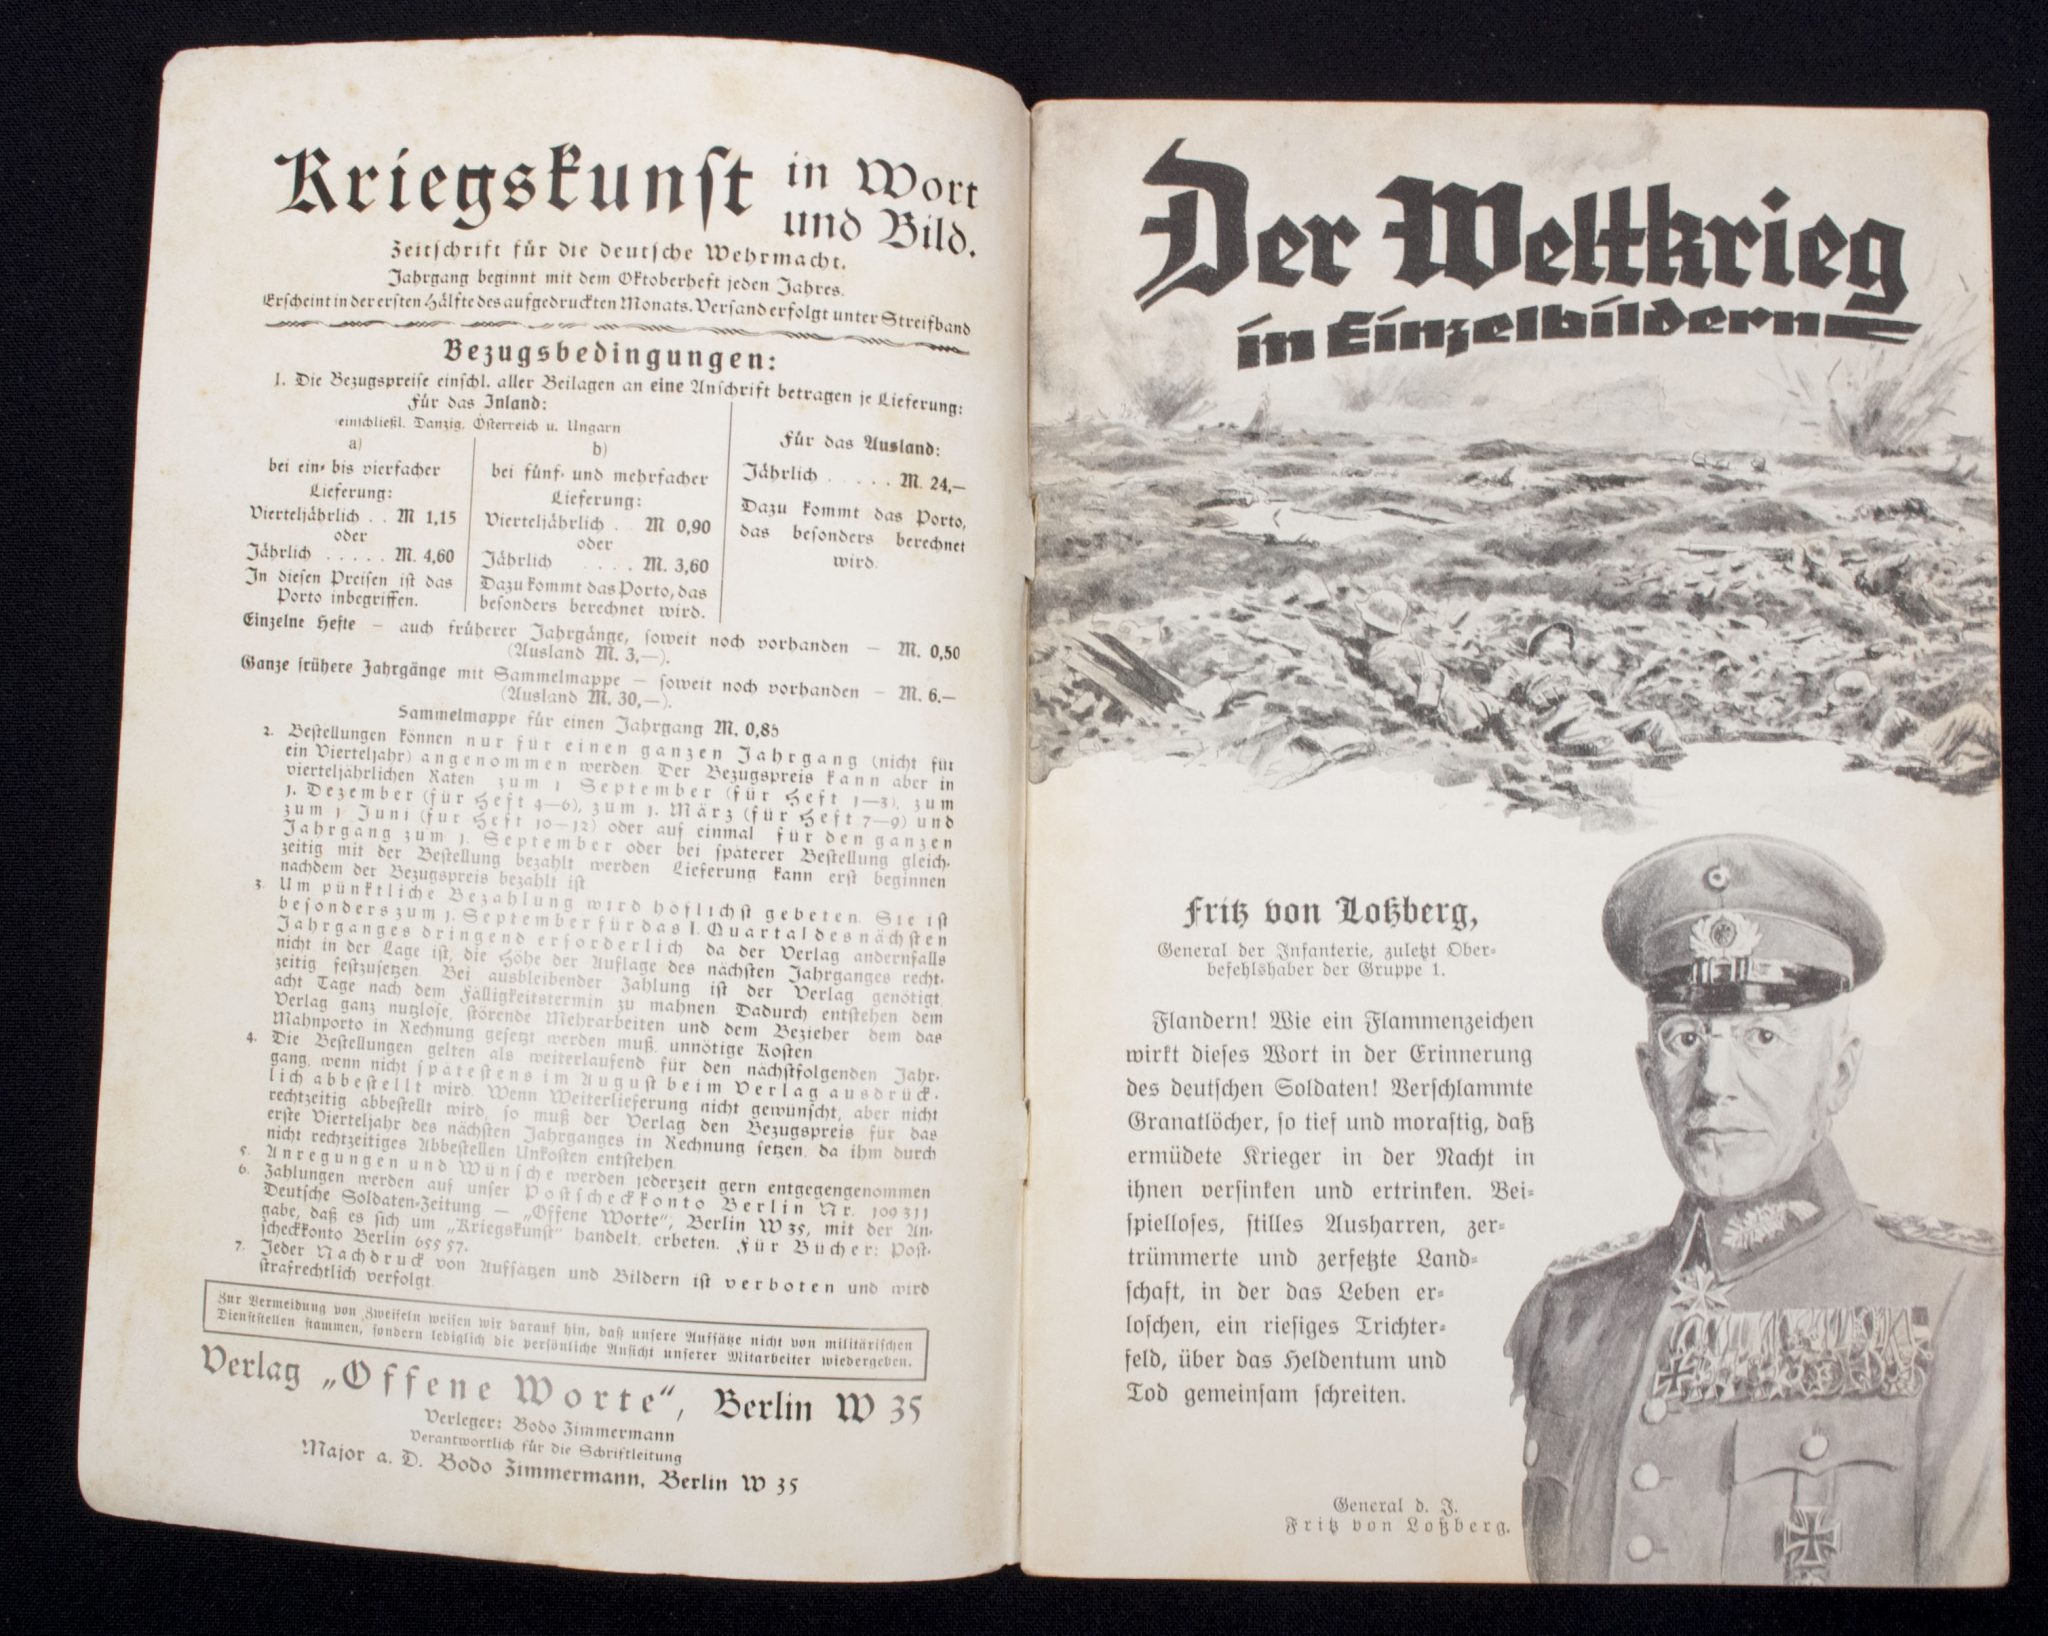 Kriegskunst in Wort
und Bild.
Zeitschrift für die deutsche Wehrmacht.
Jahrgang beginnt mit dem Oktoberheft jeden Jahres.
Erscheint in der ersten Hälfte des aufgedruckten Monats. Versand erfolgt unter Streifband
Bezugsbedingungen:
1. Die Bezugspreise einschl. aller Beilagen an eine Anschrift betragen je Lieferung:
Für das Inland:
einschließl. Danzig, Österreich u. Ungarn
a)
bei ein- bis vierfacher
Lieferung:
Vierteljährlich . . M 1,15
oder
Jährlich . . . . . M. 4,60
In diesen Preisen ist das
Porto inbegriffen.
b)
bei fünf- und mehrfacher
Lieferung:
Vierteljährlich . . M 0,90
oder
Jährlich . . . . M. 3,60
Dazu kommt das Porto, das
besonders berechnet wird.
Für das Ausland:
Jährlich . . . . . M. 24,—
Dazu kommt das Porto,
das besonders berechnet
wird.
Einzelne Hefte — auch früherer Jahrgänge, soweit noch vorhanden — M. 0,50
(Ausland M. 3,—).
Ganze frühere Jahrgänge mit Sammelmappe — soweit noch vorhanden — M. 6.—
(Ausland M. 30,—).
Sammelmappe für einen Jahrgang M. 0,85
2. Bestellungen können nur für einen ganzen Jahrgang (nicht für
ein Vierteljahr) angenommen werden. Der Bezugspreis kann aber in
vierteljährlichen Raten zum 1. September (für Heft 1—3), zum
1. Dezember (für Heft 4—6), zum 1. März (für Heft 7—9) und
zum 1. Juni (für Heft 10—12) oder auf einmal für den ganzen
Jahrgang zum 1. September oder bei späterer Bestellung gleich-
zeitig mit der Bestellung bezahlt werden. Lieferung kann erst beginnen
nachdem der Bezugspreis bezahlt ist
3. Um pünktliche Bezahlung wird höflichst gebeten. Sie ist
besonders zum 1. September für das 1. Quartal des nächsten
Jahrganges dringend erforderlich, da der Verlag andernfalls
nicht in der Lage ist, die Höhe der Auflage des nächsten Jahrganges recht-
zeitig festzusetzen. Bei ausbleibender Zahlung ist der Verlag genötigt,
acht Tage nach dem Fälligkeitstermin zu mahnen. Dadurch entstehen dem
Verlag ganz nutzlose, störende Mehrarbeiten und dem Bezieher dem das
Mahnporto in Rechnung gesetzt werden muß, unnötige Kosten.
4. Die Bestellungen gelten als weiterlaufend für den nächstfolgenden Jahr-
gang, wenn nicht spätestens im August beim Verlag ausdrück-
lich abbestellt wird. Wenn Weiterlieferung nicht gewünscht, aber nicht
rechtzeitig abbestellt wird, so muß der Verlag den Bezugspreis für das
erste Vierteljahr des nächsten Jahrganges in Rechnung setzen, da ihm durch
nicht rechtzeitiges Abbestellen Unkosten entstehen.
5. Anregungen und Wünsche werden jederzeit gern entgegengenommen
6. Zahlungen werden auf unser Postscheckkonto Berlin Nr. 109 311
Deutsche Soldaten-Zeitung — „Offene Worte“, Berlin W 35, mit der An-
gabe, daß es sich um „Kriegskunst“ handelt, erbeten. Für Bücher: Post-
scheckkonto Berlin 655 57.
7. Jeder Nachdruck von Aufsätzen und Bildern ist verboten und wird
strafrechtlich verfolgt.
Zur Vermeidung von Zweifeln weisen wir darauf hin, daß unsere Aufsätze nicht von militärischen
Dienststellen stammen, sondern lediglich die persönliche Ansicht unserer Mitarbeiter wiedergeben.
Verlag „Offene Worte“, Berlin W 35
Verleger: Bodo Zimmermann
Verantwortlich für die Schriftleitung
Major a. D. Bodo Zimmermann, Berlin W 35
Der Weltkrieg
in Einzelbildern
Fritz von Loßberg,
General der Infanterie, zuletzt Ober-
befehlshaber der Gruppe 1.
Flandern! Wie ein Flammenzeichen
wirkt dieses Wort in der Erinnerung
des deutschen Soldaten! Verschlammte
Granatlöcher, so tief und morastig, daß
ermüdete Krieger in der Nacht in
ihnen versinken und ertrinken. Bei-
spielloses, stilles Ausharren, zer-
trümmerte und zerfetzte Land-
schaft, in der das Leben er-
loschen, ein riesiges Trichter-
feld, über das Heldentum und
Tod gemeinsam schreiten.
General d. J.
Fritz von Loßberg.